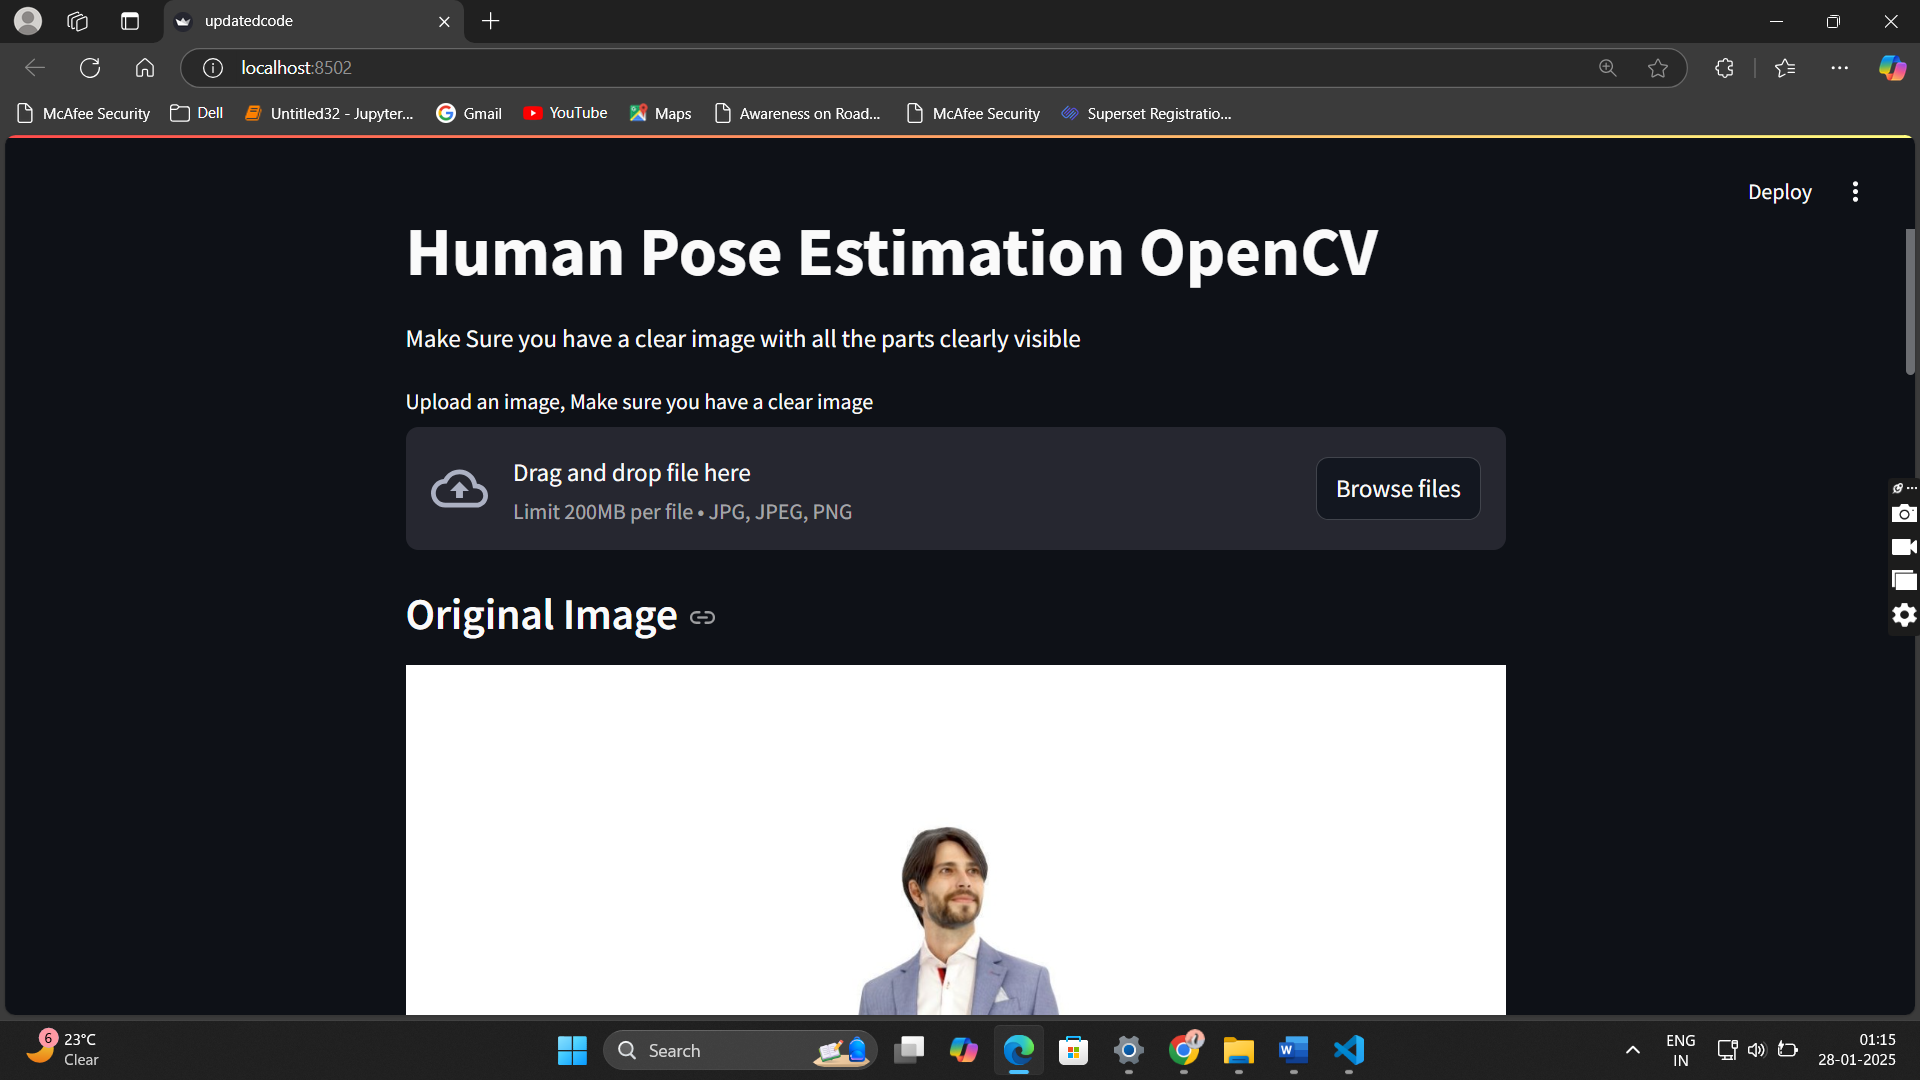 updatedcode
localhost:8502
McAfee Security
Dell
Untitled32 - Jupyter...
Gmail
YouTube
Maps
Awareness on Road...
McAfee Security
Superset Registratio...
Deploy
Human Pose Estimation OpenCV
Make Sure you have a clear image with all the parts clearly visible
Upload an image, Make sure you have a clear image
Drag and drop file here
Limit 200MB per file • JPG, JPEG, PNG
Browse files
Original Image
6
23°C
Clear
Search
ENG
IN
01:15
28-01-2025